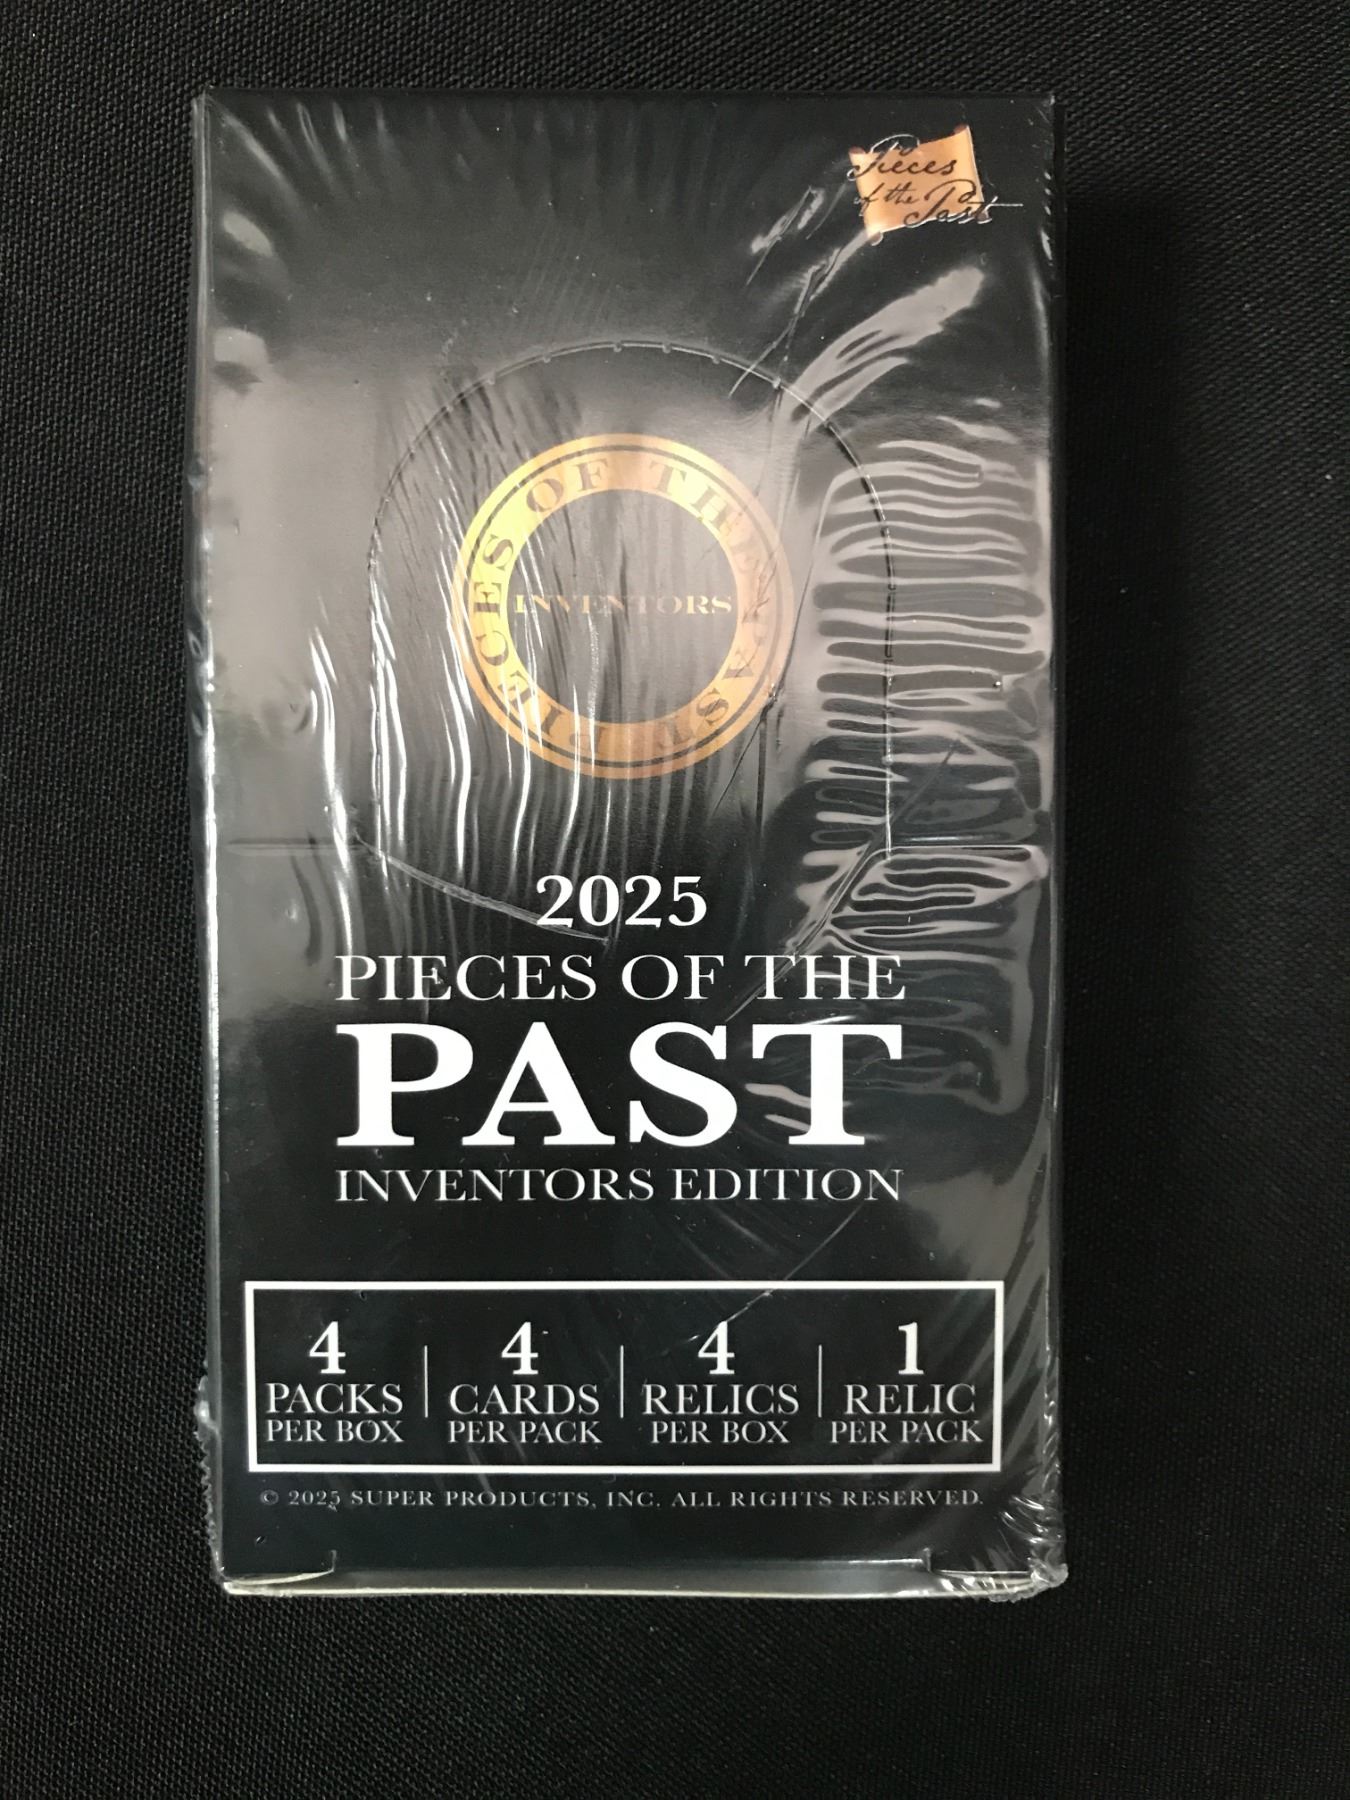 Pieces
of the Past
PIECES OF THE PAST
INVENTORS
2025
PIECES OF THE
PAST
INVENTORS EDITION
4
PACKS
PER BOX
4
CARDS
PER PACK
4
RELICS
PER BOX
1
RELIC
PER PACK
© 2025 SUPER PRODUCTS, INC. ALL RIGHTS RESERVED.